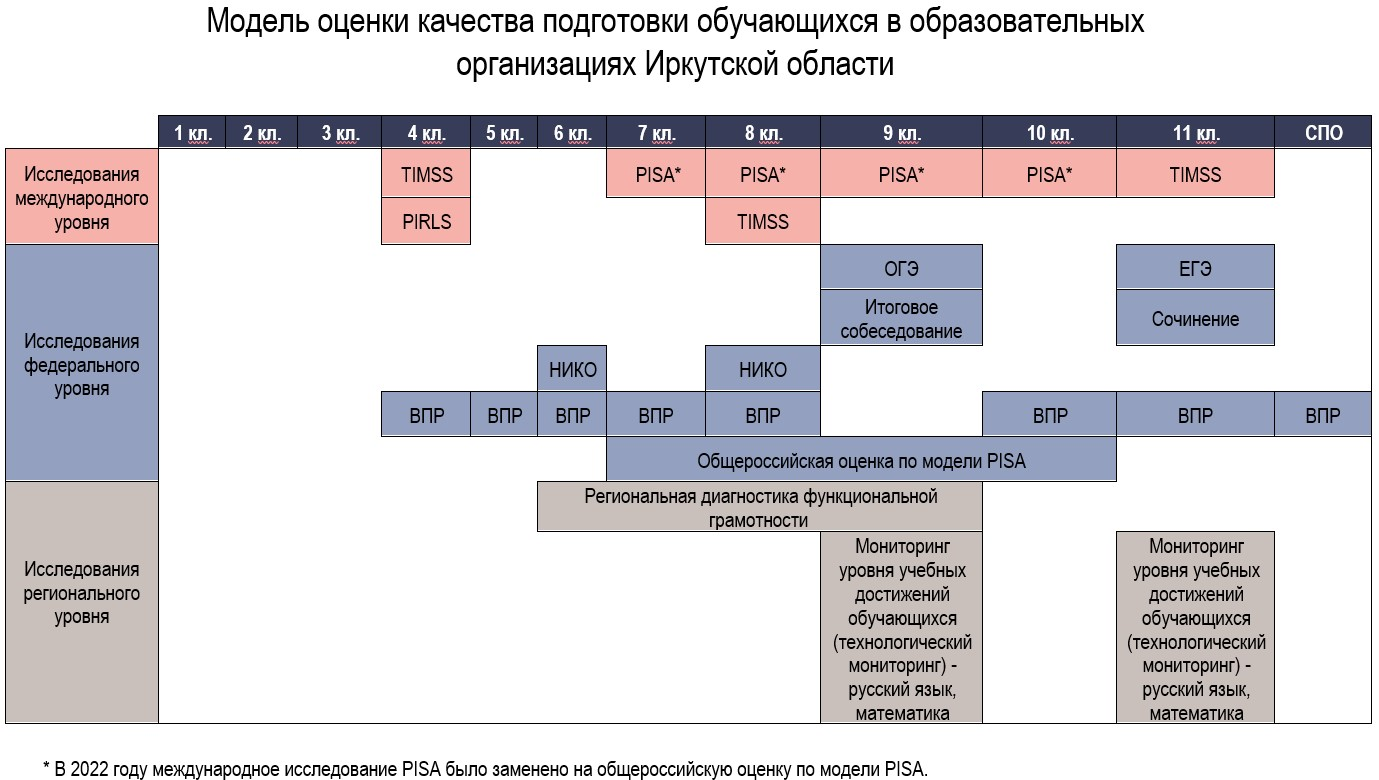 Модель оценки качества подготовки обучающихся в образовательных
организациях Иркутской области
1 кл. 2 кл. 3 кл. 4 кл. 5 кл. 6 кл. 7 кл. 8 кл. 9 кл. 10 кл. 11 кл. СПО
Исследования
международного
уровня
TIMSS PISA* PISA* PISA* PISA* TIMSS
PIRLS TIMSS
Исследования
федерального
уровня
ОГЭ ЕГЭ
Итоговое
собеседование
Сочинение
НИКО НИКО
ВПР ВПР ВПР ВПР ВПР ВПР ВПР ВПР
Общероссийская оценка по модели PISA
Исследования
регионального
уровня
Региональная диагностика функциональной
грамотности
Мониторинг
уровня учебных
достижений
обучающихся
(технологический
мониторинг) -
русский язык,
математика
Мониторинг
уровня учебных
достижений
обучающихся
(технологический
мониторинг) -
русский язык,
математика
* В 2022 году международное исследование PISA было заменено на общероссийскую оценку по модели PISA.